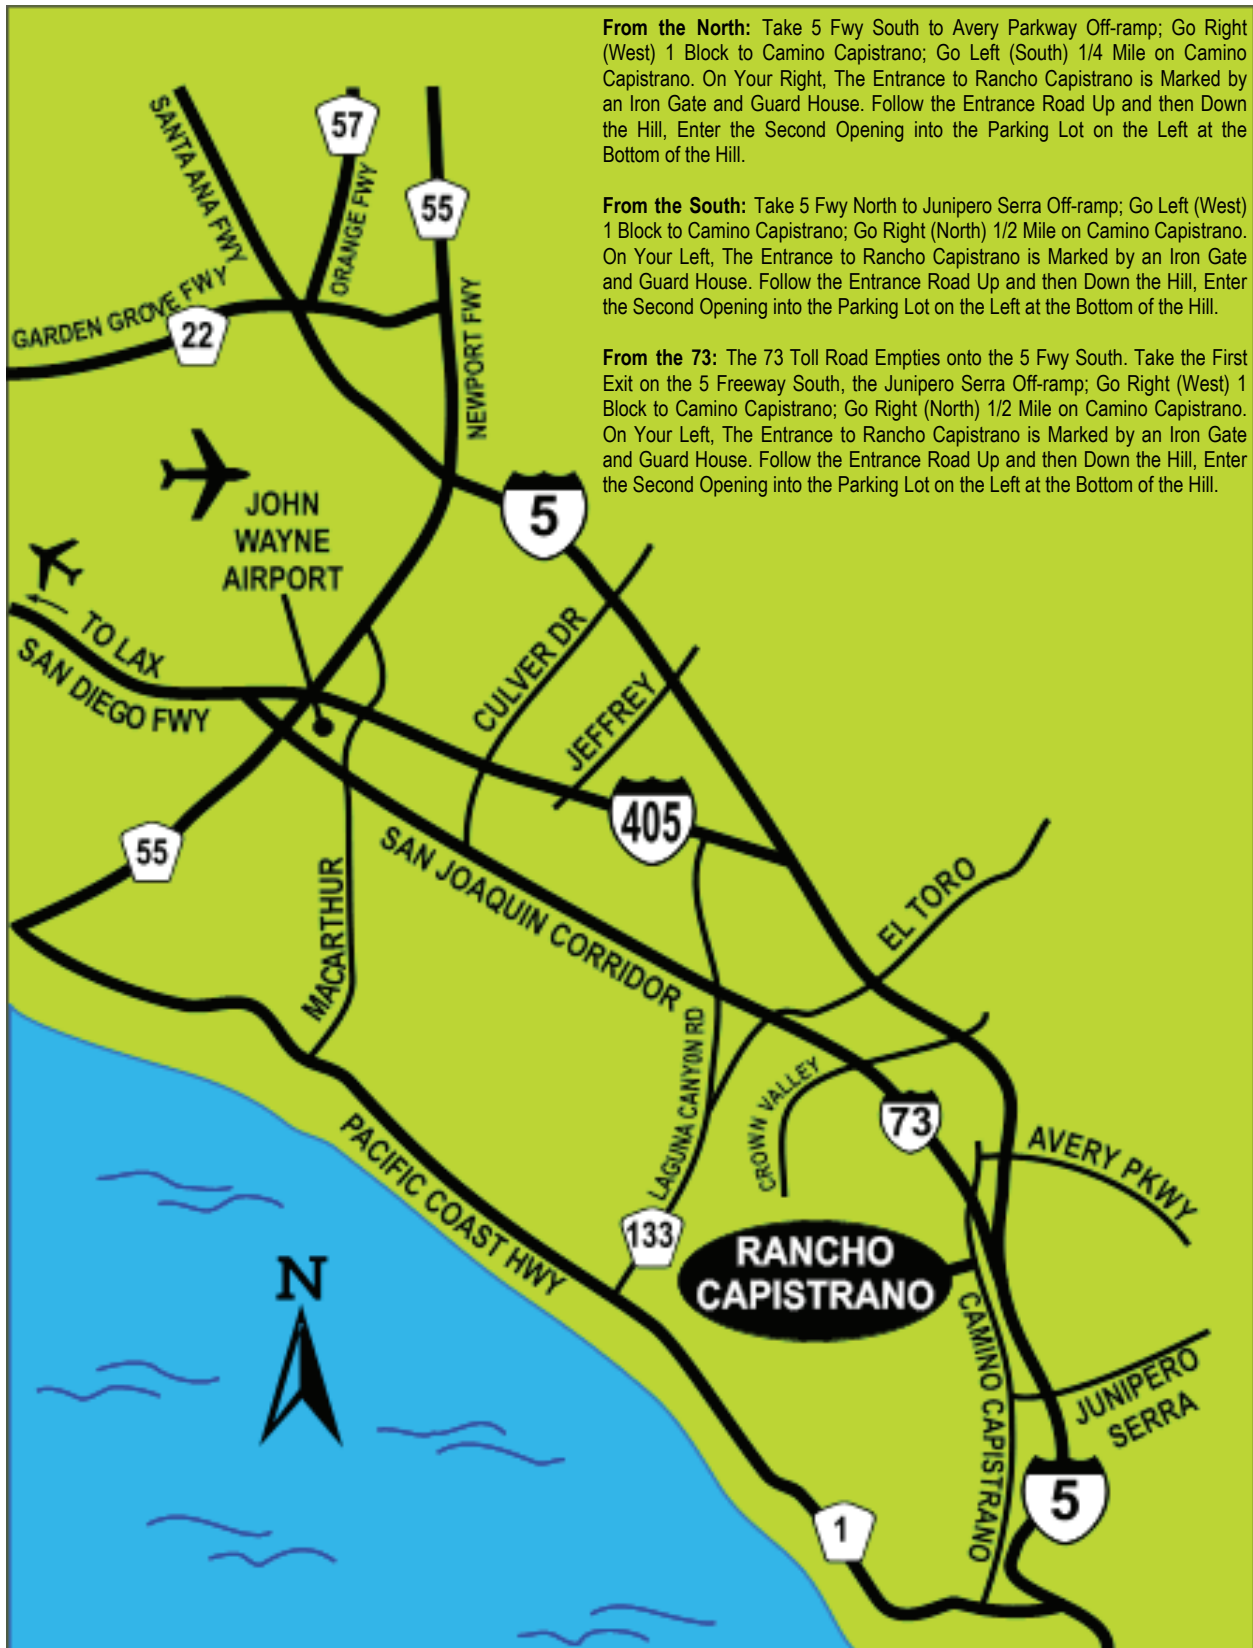 From the North: Take 5 Fwy South to Avery Parkway Off-ramp; Go Right
(West) 1 Block to Camino Capistrano; Go Left (South) 1/4 Mile on Camino
Capistrano. On Your Right, The Entrance to Rancho Capistrano is Marked by
an Iron Gate and Guard House. Follow the Entrance Road Up and then Down
the Hill, Enter the Second Opening into the Parking Lot on the Left at the
Bottom of the Hill.
From the South: Take 5 Fwy North to Junipero Serra Off-ramp; Go Left (West)
1 Block to Camino Capistrano; Go Right (North) 1/2 Mile on Camino Capistrano.
On Your Left, The Entrance to Rancho Capistrano is Marked by an Iron Gate
and Guard House. Follow the Entrance Road Up and then Down the Hill, Enter
the Second Opening into the Parking Lot on the Left at the Bottom of the Hill.
From the 73: The 73 Toll Road Empties onto the 5 Fwy South. Take the First
Exit on the 5 Freeway South, the Junipero Serra Off-ramp; Go Right (West) 1
Block to Camino Capistrano; Go Right (North) 1/2 Mile on Camino Capistrano.
On Your Left, The Entrance to Rancho Capistrano is Marked by an Iron Gate
and Guard House. Follow the Entrance Road Up and then Down the Hill, Enter
the Second Opening into the Parking Lot on the Left at the Bottom of the Hill.
SANTA ANA FWY
57
ORANGE FWY
55
NEWPORT FWY
GARDEN GROVE FWY
22
5
JOHN
WAYNE
AIRPORT
TO LAX
SAN DIEGO FWY
CULVER DR
JEFFREY
405
55
MACARTHUR
SAN JOAQUIN CORRIDOR
EL TORO
LAGUNA CANYON RD
CROWN VALLEY
73
AVERY PKWY
PACIFIC COAST HWY
133
RANCHO
CAPISTRANO
N
CAMINO CAPISTRANO
JUNIPERO
SERRA
5
1